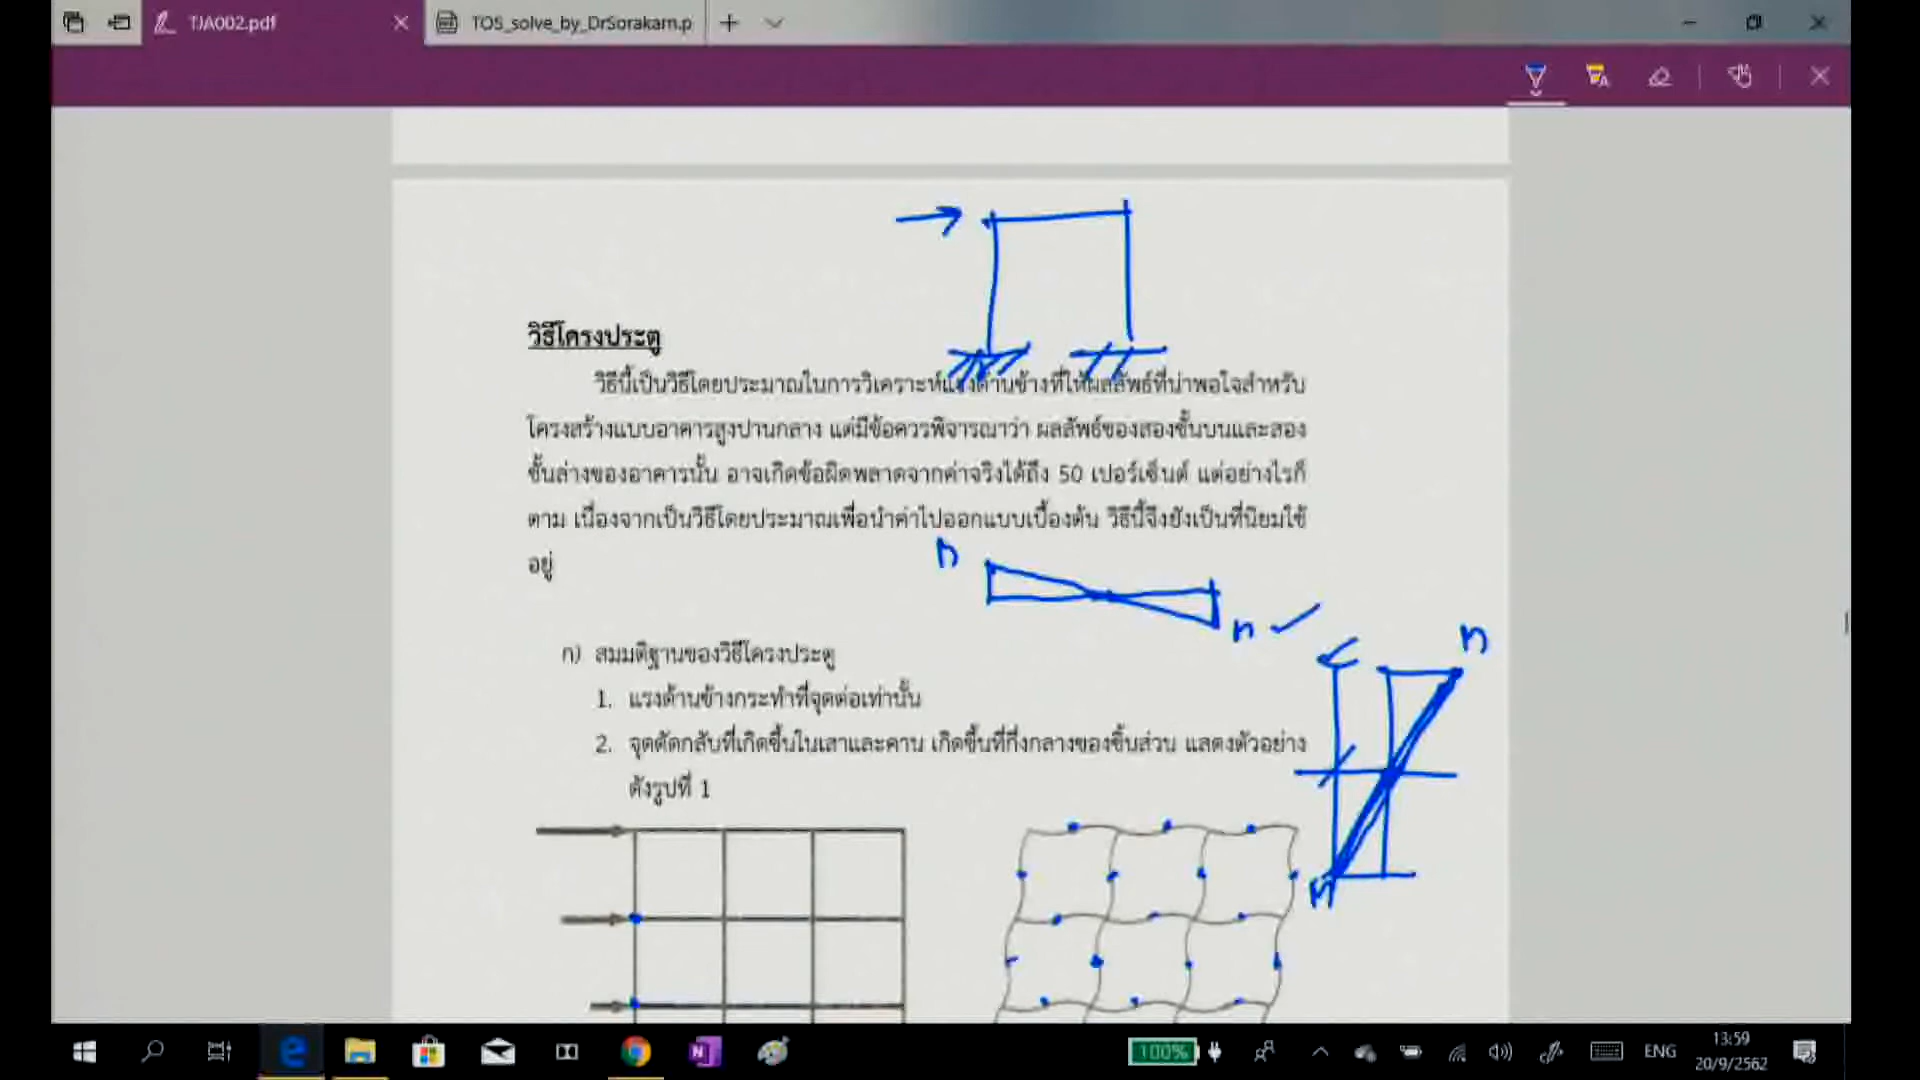 TJA002.pdf
TOS_solve_by_DrSorakarn.p
วิธีโครงประตู
วิธีนี้เป็นวิธีโดยประมาณในการวิเคราะห์แรงด้านข้างที่ให้ผลลัพธ์ที่น่าพอใจสำหรับ
โครงสร้างแบบอาคารสูงปานกลาง แต่มีข้อควรพิจารณาว่า ผลลัพธ์ของสองชั้นบนและสอง
ชั้นล่างของอาคารนั้น อาจเกิดข้อผิดพลาดจากค่าจริงได้ถึง 50 เปอร์เซ็นต์ แต่อย่างไรก็
ตาม เนื่องจากเป็นวิธีโดยประมาณเพื่อนำค่าไปออกแบบเบื้องต้น วิธีนี้จึงยังเป็นที่นิยมใช้
อยู่
n
n
n
ก) สมมติฐานของวิธีโครงประตู
1. แรงด้านข้างกระทำที่จุดต่อเท่านั้น
2. จุดดัดกลับที่เกิดขึ้นในเสาและคาน เกิดขึ้นที่กึ่งกลางของชิ้นส่วน แสดงตัวอย่าง
ดังรูปที่ 1
n
100%
ENG
13:59
20/9/2562